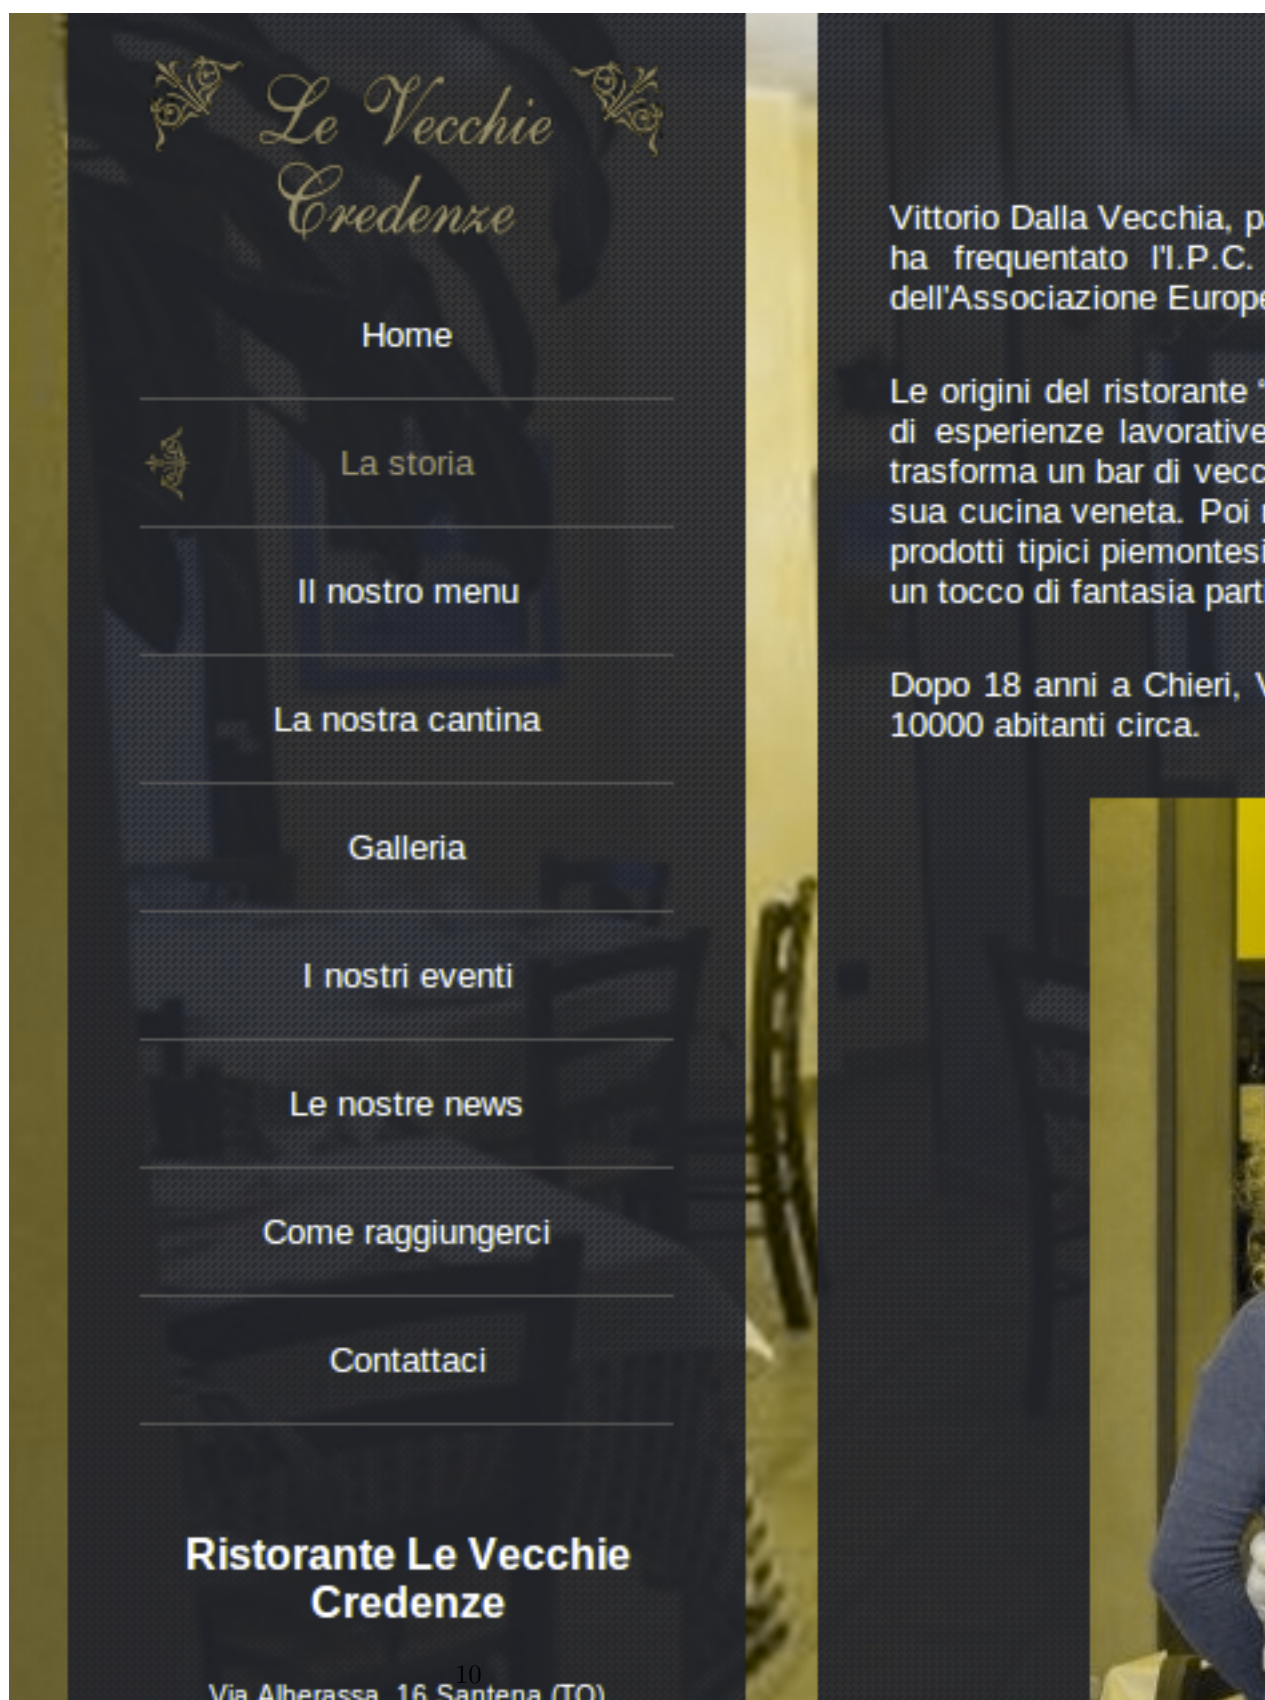 Le Vecchie
Credenze
Home
La storia
Il nostro menu
La nostra cantina
Galleria
I nostri eventi
Le nostre news
Come raggiungerci
Contattaci
Ristorante Le Vecchie
Credenze
Via Alberassa, 16 Santena (TO)
10
Vittorio Dalla Vecchia,
ha frequentato l'I.P.C.
dell'Associazione
Le origini del ristorante
di esperienze lavorative
trasforma un bar di
sua cucina veneta. Poi
prodotti tipici piemontesi
un tocco di fantasia
Dopo 18 anni a Chieri,
10000 abitanti circa.